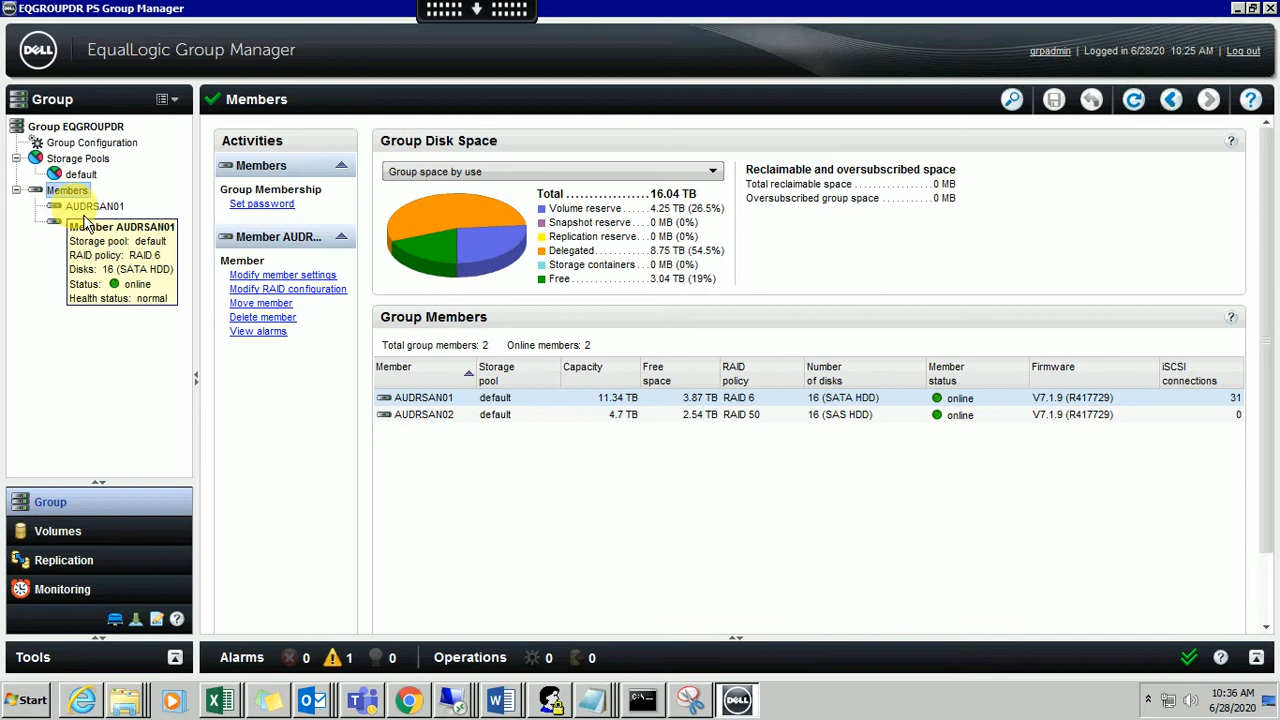 EQGROUPDR PS Group Manager
DELL
EqualLogic Group Manager
grpadmin | Logged in 6/28/20 10:25 AM | Log out
Group
Members
Group EQGROUPDR
Group Configuration
Storage Pools
default
Members
AUDRSAN01
Member AUDRSAN01
Storage pool: default
RAID policy: RAID 6
Disks: 16 (SATA HDD)
Status: online
Health status: normal
Activities
Members
Group Membership
Set password
Member AUDR...
Member
Modify member settings
Modify RAID configuration
Move member
Delete member
View alarms
Group Disk Space
Group space by use
Total 16.04 TB
Volume reserve 4.25 TB (26.5%)
Snapshot reserve 0 MB (0%)
Replication reserve 0 MB (0%)
Delegated 8.75 TB (54.5%)
Storage containers 0 MB (0%)
Free 3.04 TB (19%)
Reclaimable and oversubscribed space
Total reclaimable space 0 MB
Oversubscribed group space 0 MB
Group Members
Total group members: 2 Online members: 2
Member Storage pool Capacity Free space RAID policy Number of disks Member status Firmware iSCSI connections
AUDRSAN01 default 11.34 TB 3.87 TB RAID 6 16 (SATA HDD) online V7.1.9 (R417729) 31
AUDRSAN02 default 4.7 TB 2.54 TB RAID 50 16 (SAS HDD) online V7.1.9 (R417729) 0
Group
Volumes
Replication
Monitoring
Tools
Alarms 0 1 0 Operations 0 0
Start
10:36 AM
6/28/2020